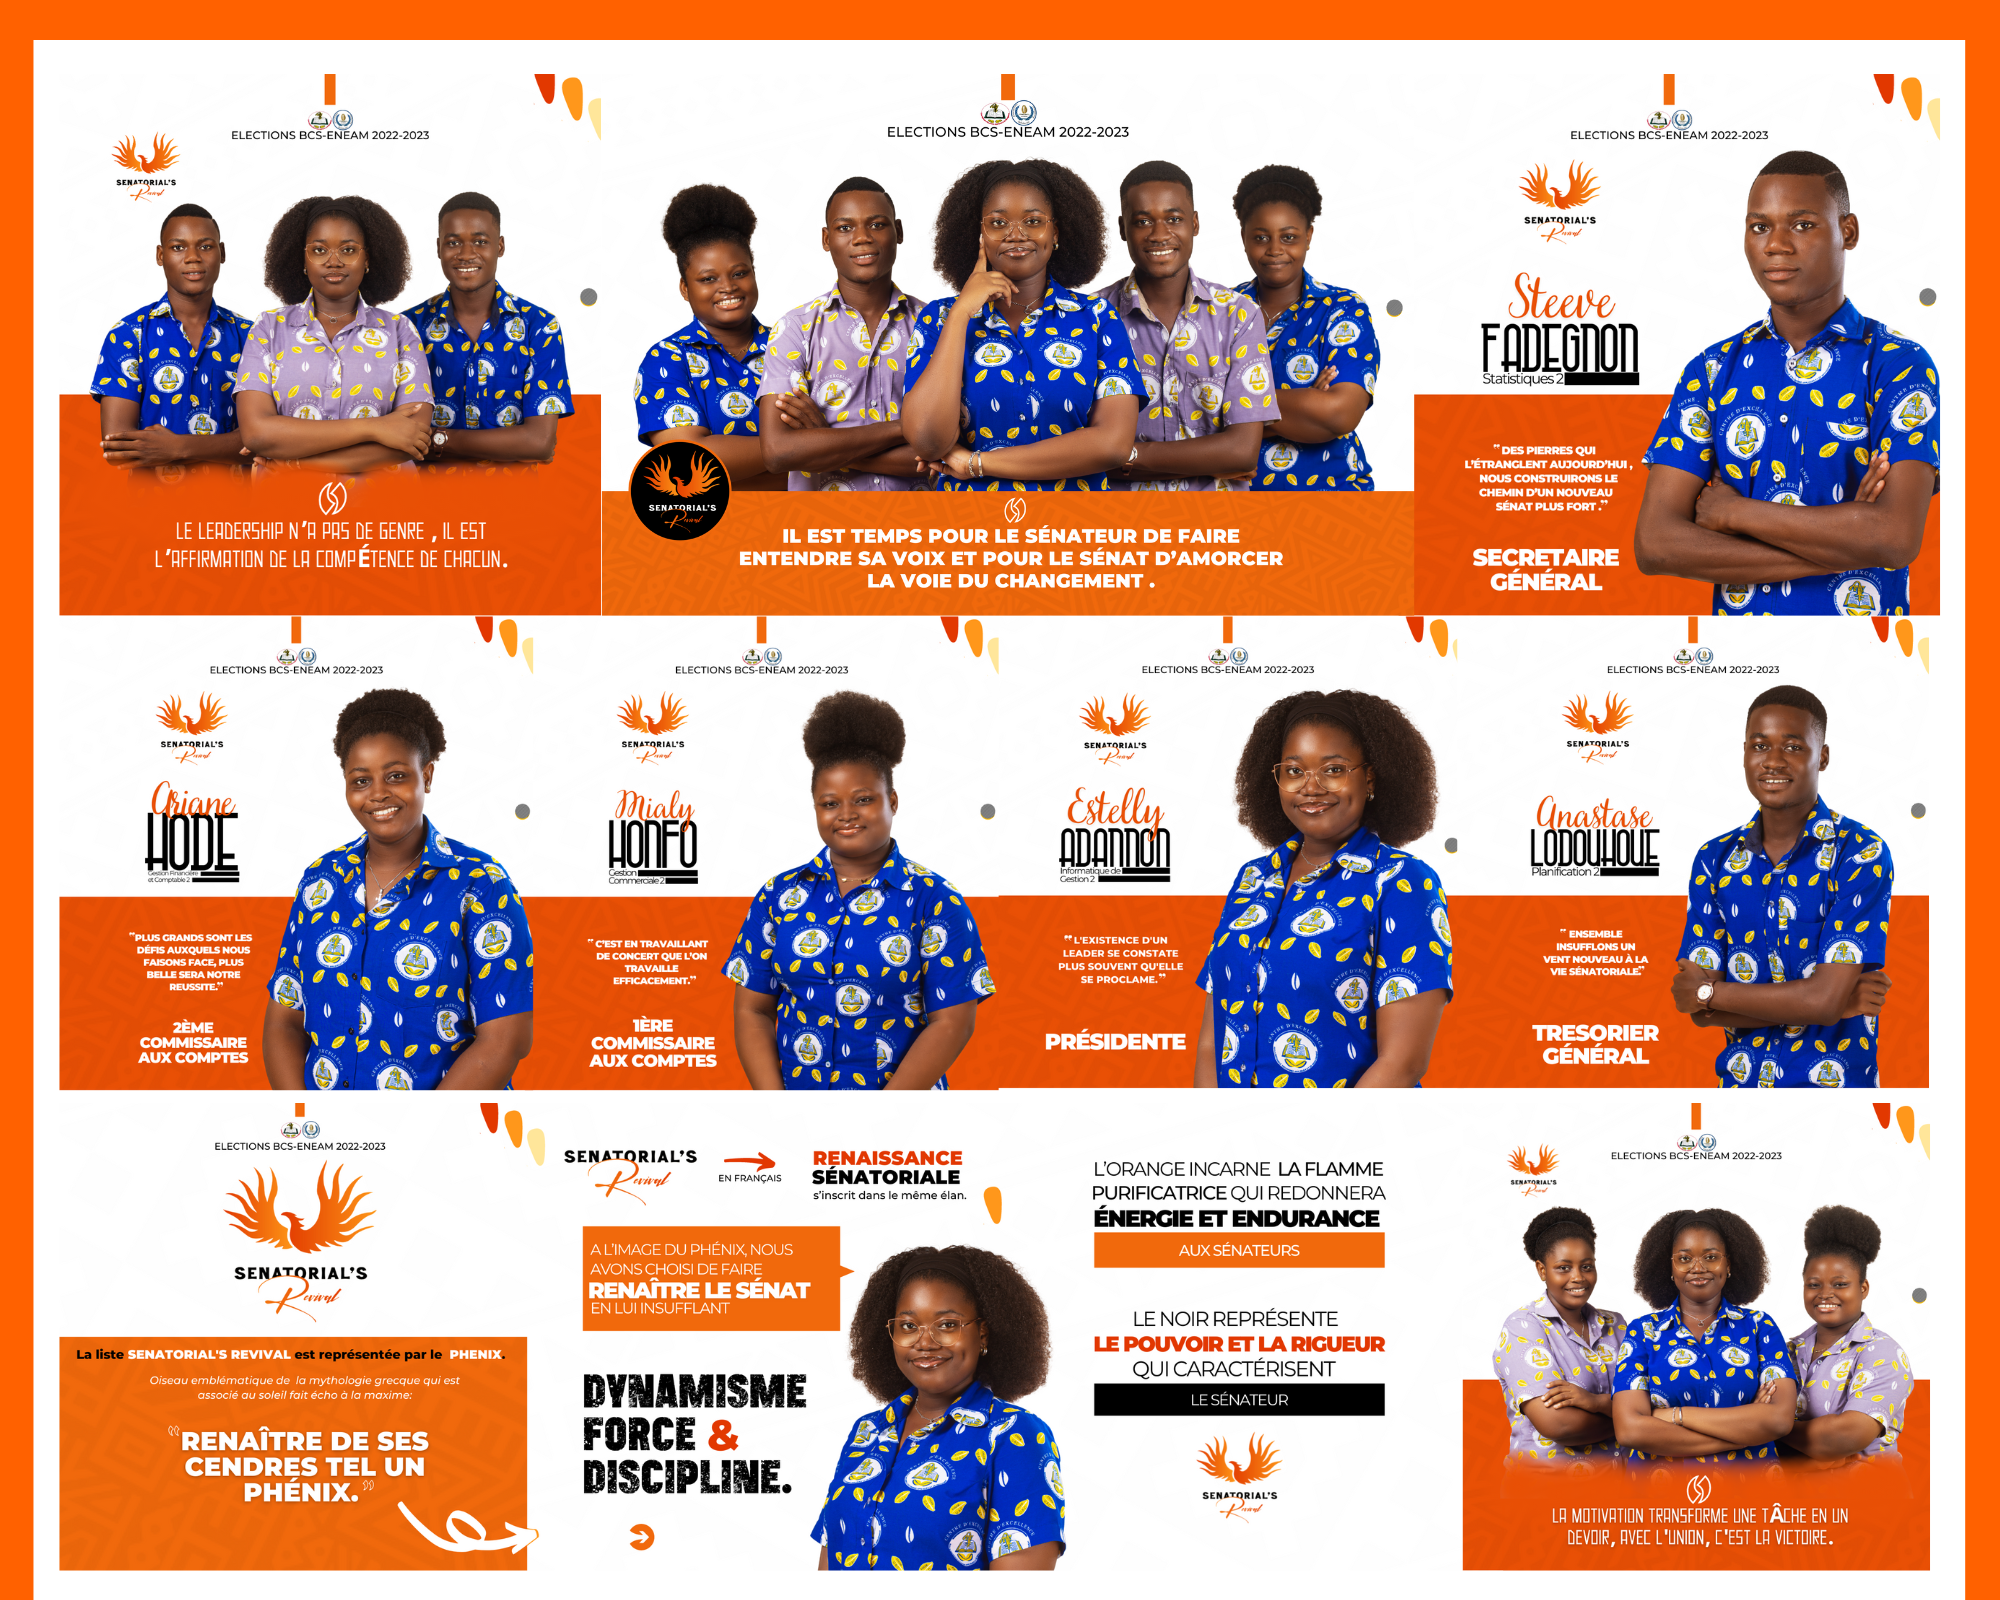 ELECTIONS BCS-ENEAM 2022-2023
SENATORIAL'S
Revival
LE LEADERSHIP N'A PAS DE GENRE , IL EST
L'AFFIRMATION DE LA COMPÉTENCE DE CHACUN.
ELECTIONS BCS-ENEAM 2022-2023
SENATORIAL'S
Revival
IL EST TEMPS POUR LE SÉNATEUR DE FAIRE
ENTENDRE SA VOIX ET POUR LE SÉNAT D'AMORCER
LA VOIE DU CHANGEMENT .
ELECTIONS BCS-ENEAM 2022-2023
SENATORIAL'S
Revival
Steeve
FADEGNON
Statistiques 2
" DES PIERRES QUI
L'ÉTRANGLENT AUJOURD'HUI ,
NOUS CONSTRUIRONS LE
CHEMIN D'UN NOUVEAU
SÉNAT PLUS FORT ."
SECRETAIRE
GÉNÉRAL
ELECTIONS BCS-ENEAM 2022-2023
SENATORIAL'S
Revival
Ariane
HODE
Gestion Financière
et Comptable 2
"PLUS GRANDS SONT LES
DÉFIS AUXQUELS NOUS
FAISONS FACE, PLUS
BELLE SERA NOTRE
REUSSITE."
2ÈME
COMMISSAIRE
AUX COMPTES
ELECTIONS BCS-ENEAM 2022-2023
SENATORIAL'S
Revival
Mialy
HONFO
Gestion
Commerciale 2
" C'EST EN TRAVAILLANT
DE CONCERT QUE L'ON
TRAVAILLE
EFFICACEMENT."
1ÈRE
COMMISSAIRE
AUX COMPTES
ELECTIONS BCS-ENEAM 2022-2023
SENATORIAL'S
Revival
Estelly
ADANNON
Informatique de
Gestion 2
" L'EXISTENCE D'UN
LEADER SE CONSTATE
PLUS SOUVENT QU'ELLE
SE PROCLAME."
PRÉSIDENTE
ELECTIONS BCS-ENEAM 2022-2023
SENATORIAL'S
Revival
Anastase
LODOUHOUE
Planification 2
" ENSEMBLE
INSUFFLONS UN
VENT NOUVEAU À LA
VIE SÉNATORIALE"
TRESORIER
GÉNÉRAL
ELECTIONS BCS-ENEAM 2022-2023
SENATORIAL'S
Revival
La liste SENATORIAL'S REVIVAL est représentée par le PHENIX.
Oiseau emblématique de la mythologie grecque qui est
associé au soleil fait écho à la maxime:
"RENAÎTRE DE SES
CENDRES TEL UN
PHÉNIX."
SENATORIAL'S
Revival
EN FRANÇAIS
RENAISSANCE
SÉNATORIALE
s'inscrit dans le même élan.
A L'IMAGE DU PHÉNIX, NOUS
AVONS CHOISI DE FAIRE
RENAÎTRE LE SÉNAT
EN LUI INSUFFLANT
DYNAMISME
FORCE &
DISCIPLINE.
L'ORANGE INCARNE LA FLAMME
PURIFICATRICE QUI REDONNERA
ÉNERGIE ET ENDURANCE
AUX SÉNATEURS
LE NOIR REPRÉSENTE
LE POUVOIR ET LA RIGUEUR
QUI CARACTÉRISENT
LE SÉNATEUR
SENATORIAL'S
Revival
ELECTIONS BCS-ENEAM 2022-2023
SENATORIAL'S
Revival
LA MOTIVATION TRANSFORME UNE TÂCHE EN UN
DEVOIR, AVEC L'UNION, C'EST LA VICTOIRE.